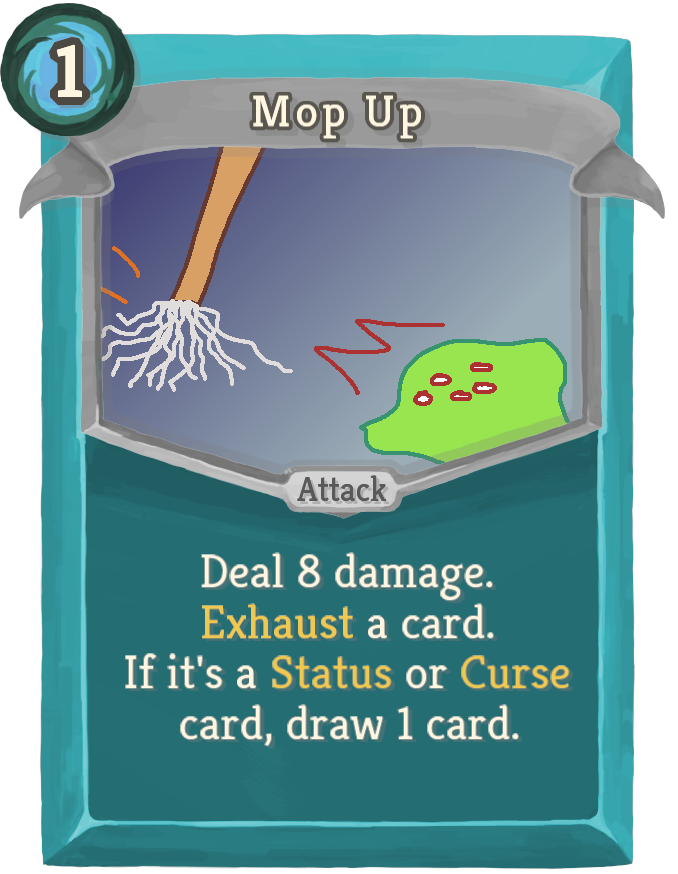 1
Mop Up
Attack
Deal 8 damage.
Exhaust a card.
If it's a Status or Curse
card, draw 1 card.